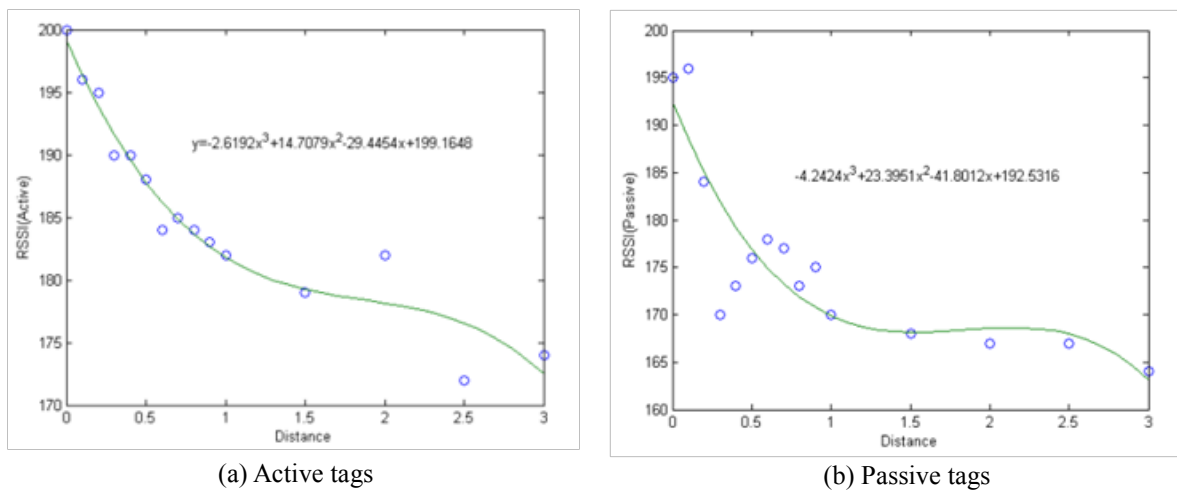 200
195
190
185
180
175
170
RSSI(Active)
y=-2.6192x³+14.7079x²-29.4454x+199.1648
0 0.5 1 1.5 2 2.5 3
Distance
(a) Active tags
200
195
190
185
180
175
170
165
160
RSSI(Passive)
-4.2424x³+23.3951x²-41.8012x+192.5316
0 0.5 1 1.5 2 2.5 3
Distance
(b) Passive tags